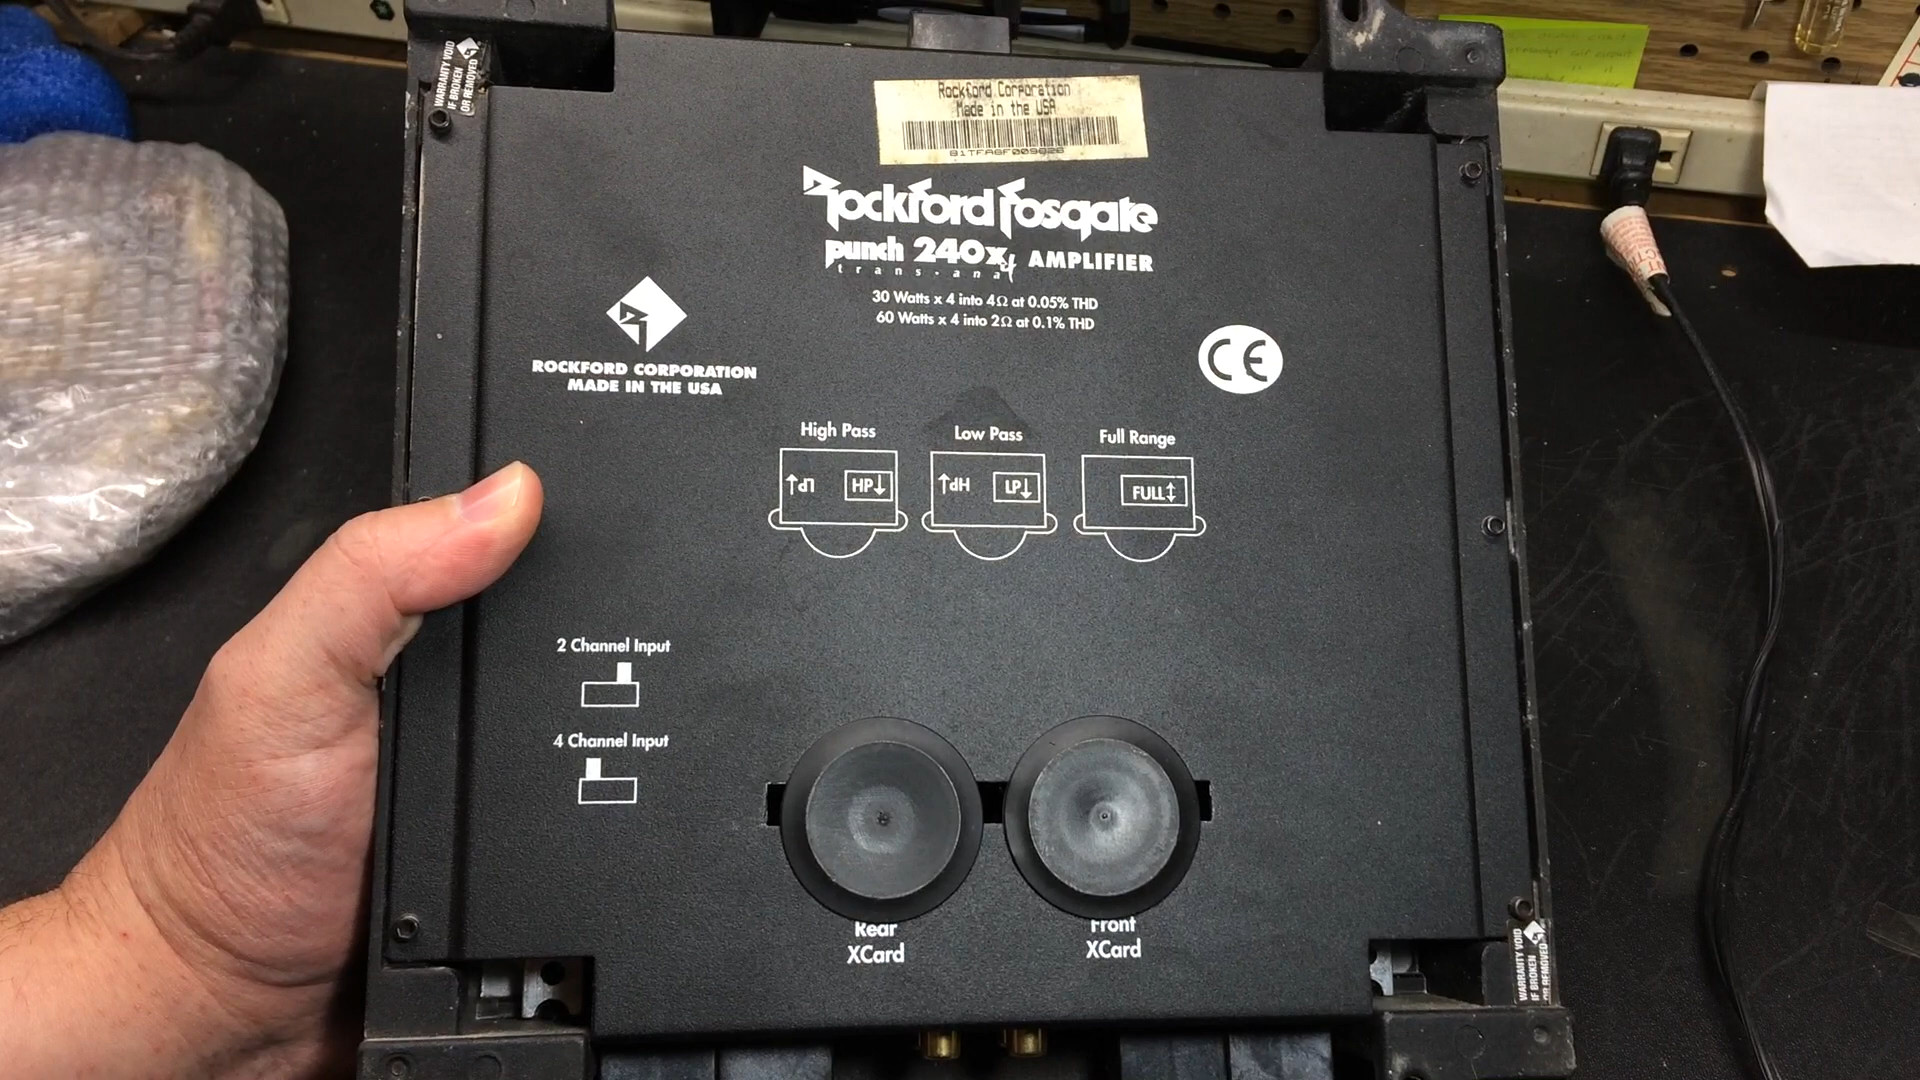 WARRANTY VOID
IF BROKEN
OR REMOVED
Rockford Corporation
Made in the USA
Rockford Fosgate
punch 240x4 AMPLIFIER
trans·ana
30 Watts x 4 into 4Ω at 0.05% THD
60 Watts x 4 into 2Ω at 0.1% THD
ROCKFORD CORPORATION
MADE IN THE USA
CE
High Pass
Low Pass
Full Range
LP↑ HP↓
HP↑ LP↓
FULL↕
2 Channel Input
4 Channel Input
Rear
XCard
Front
XCard
WARRANTY VOID
IF BROKEN
OR REMOVED